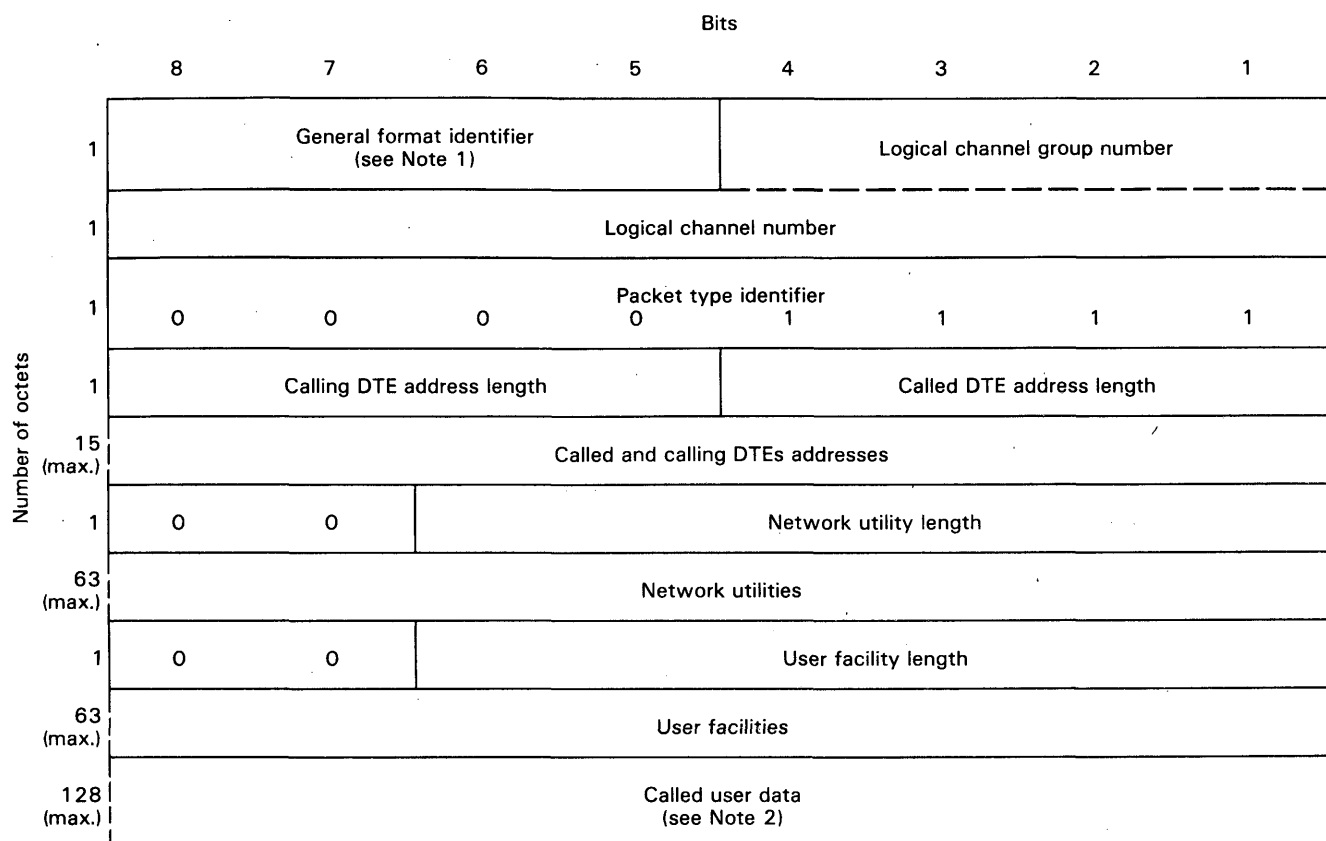 Bits
8 7 6 5 4 3 2 1
Number of octets
1
General format identifier
(see Note 1)
Logical channel group number
1
Logical channel number
1
Packet type identifier
0 0 0 0 1 1 1 1
1
Calling DTE address length
Called DTE address length
15
(max.)
Called and calling DTEs addresses
1
0 0
Network utility length
63
(max.)
Network utilities
1
0 0
User facility length
63
(max.)
User facilities
128
(max.)
Called user data
(see Note 2)